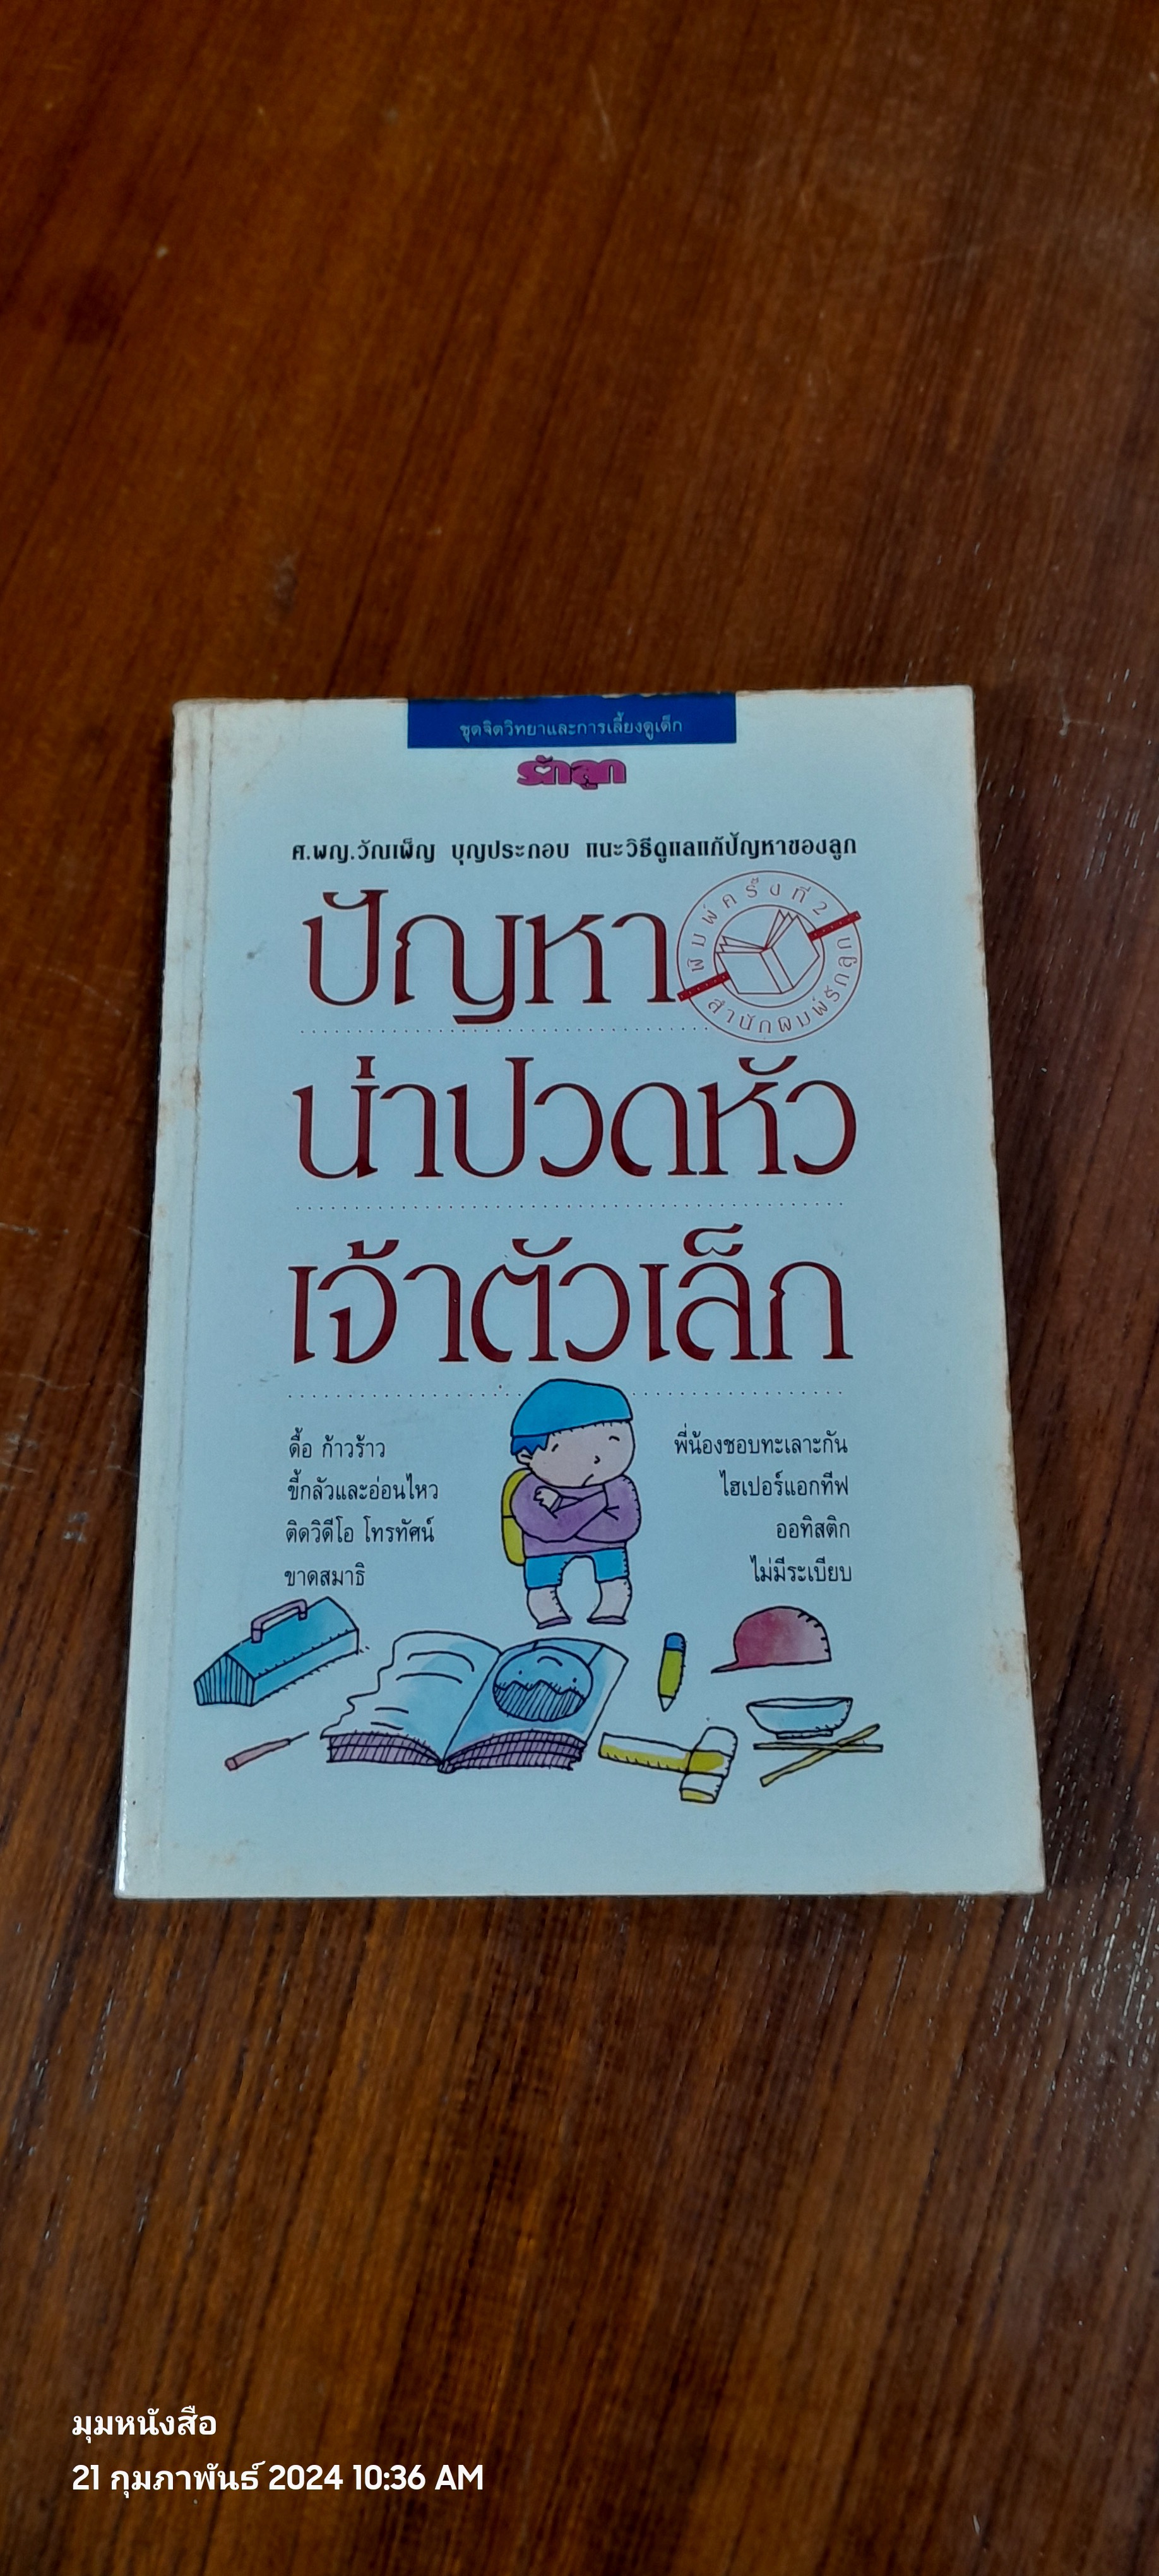 ชุดจิตวิทยาและการเลี้ยงดูเด็ก
รักลูก
ศ.พญ.วัณเพ็ญ บุญประกอบ แนะวิธีดูแลแก้ปัญหาของลูก
ปัญหา
พิมพ์ครั้งที่ 2
สำนักพิมพ์รักลูก
น่าปวดหัว
เจ้าตัวเล็ก
ดื้อ ก้าวร้าว
ขี้กลัวและอ่อนไหว
ติดวิดีโอ โทรทัศน์
ขาดสมาธิ
พี่น้องชอบทะเลาะกัน
ไฮเปอร์แอกทีฟ
ออทิสติก
ไม่มีระเบียบ
มุมหนังสือ
21 กุมภาพันธ์ 2024 10:36 AM